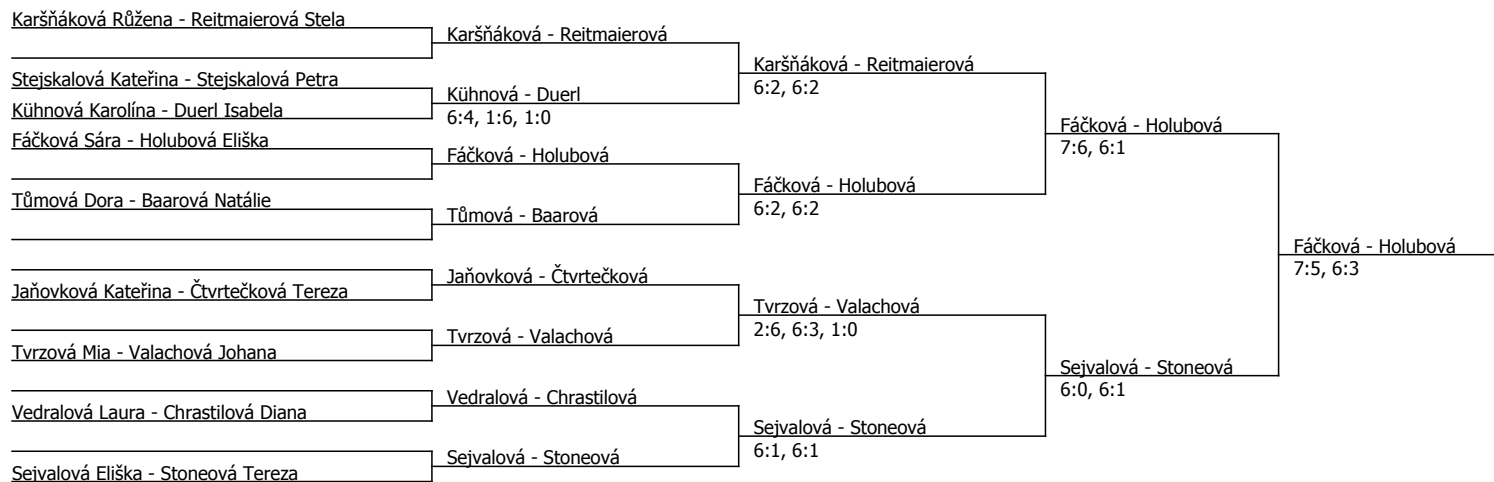 Karšňáková Růžena - Reitmaierová Stela
Stejskalová Kateřina - Stejskalová Petra
Kühnová Karolína - Duerl Isabela
Fáčková Sára - Holubová Eliška
Tůmová Dora - Baarová Natálie
Jaňovková Kateřina - Čtvrtečková Tereza
Tvrzová Mia - Valachová Johana
Vedralová Laura - Chrastilová Diana
Sejvalová Eliška - Stoneová Tereza
Karšňáková - Reitmaierová
Kühnová - Duerl
6:4, 1:6, 1:0
Fáčková - Holubová
Tůmová - Baarová
Jaňovková - Čtvrtečková
Tvrzová - Valachová
Vedralová - Chrastilová
Sejvalová - Stoneová
Karšňáková - Reitmaierová
6:2, 6:2
Fáčková - Holubová
6:2, 6:2
Tvrzová - Valachová
2:6, 6:3, 1:0
Sejvalová - Stoneová
6:1, 6:1
Fáčková - Holubová
7:6, 6:1
Sejvalová - Stoneová
6:0, 6:1
Fáčková - Holubová
7:5, 6:3